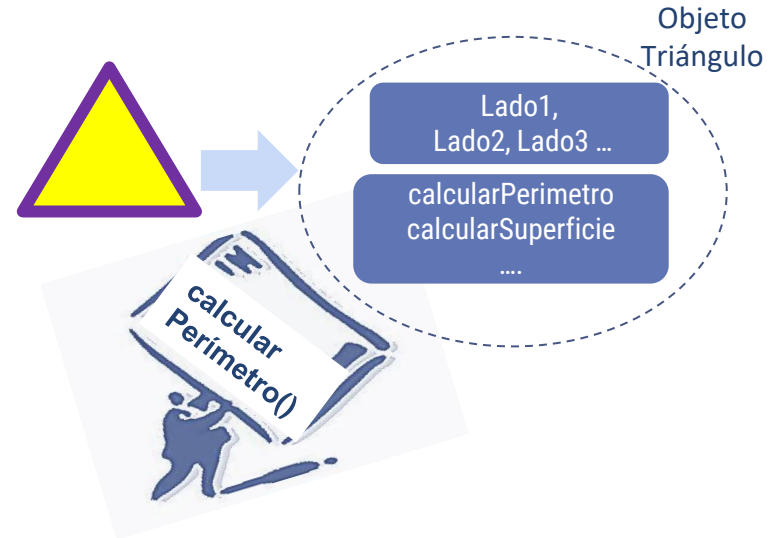 Objeto
Triángulo
Lado1,
Lado2, Lado3 ...
calcularPerimetro
calcularSuperficie
....
calcular
Perímetro()